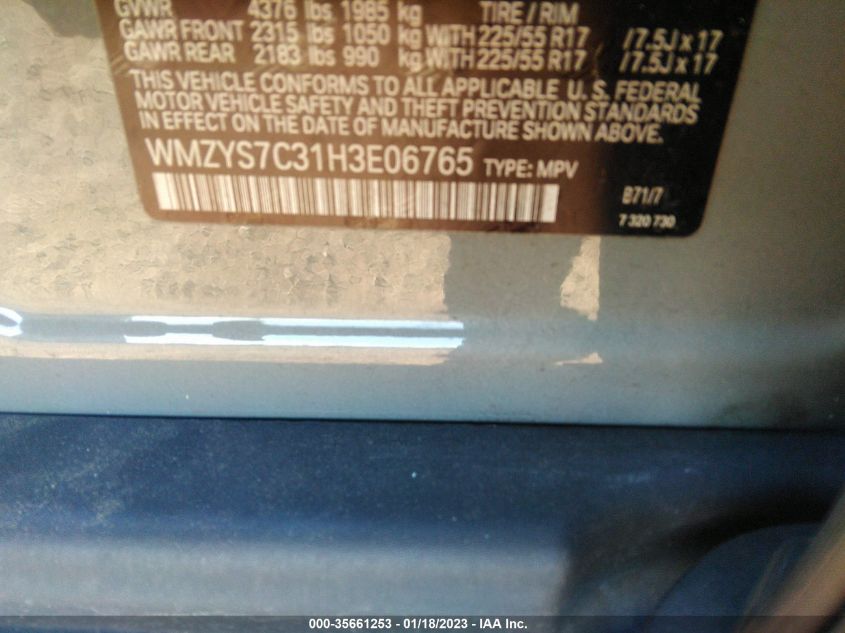 GVWR 4376 lbs 1985 kg TIRE / RIM
GAWR FRONT 2315 lbs 1050 kg WITH 225/55 R17 /7.5J x 17
GAWR REAR 2183 lbs 990 kg WITH 225/55 R17 /7.5J x 17
THIS VEHICLE CONFORMS TO ALL APPLICABLE U. S. FEDERAL
MOTOR VEHICLE SAFETY AND THEFT PREVENTION STANDARDS
IN EFFECT ON THE DATE OF MANUFACTURE SHOWN ABOVE.
WMZYS7C31H3E06765 TYPE: MPV
B71/7
7 320 730
000-35661253 - 01/18/2023 - IAA Inc.